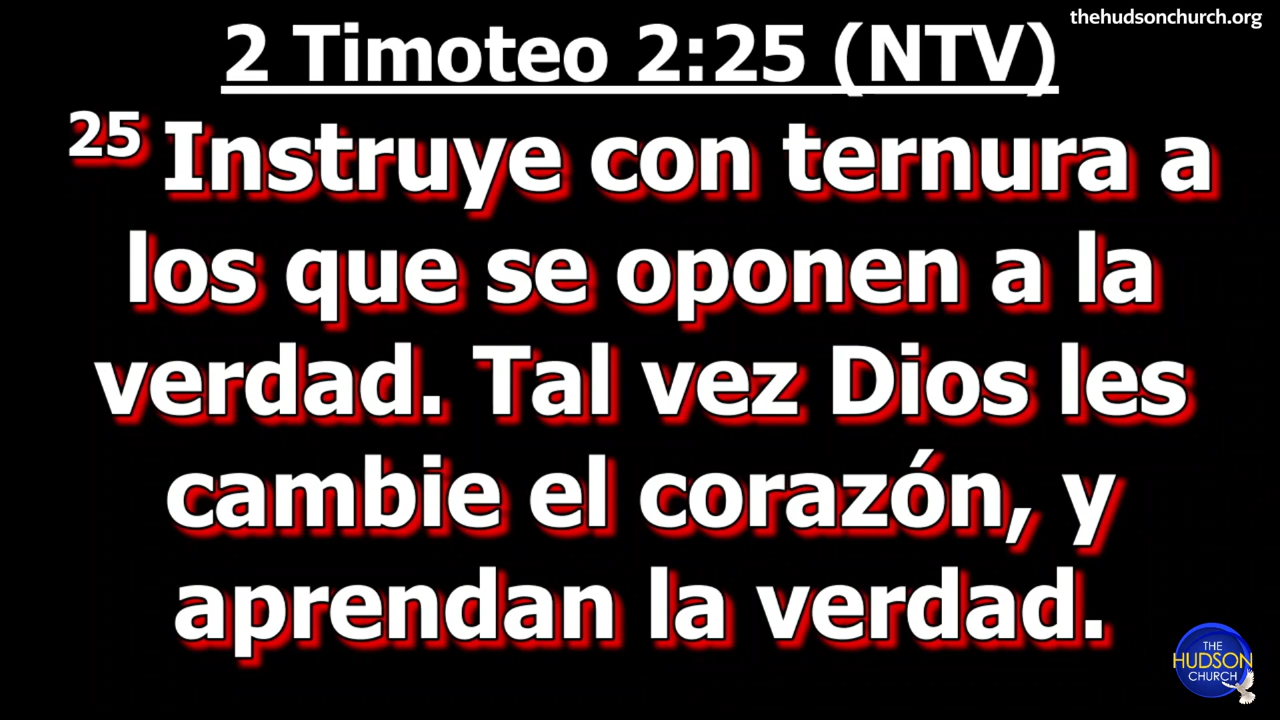 thehudsonchurch.org
2 Timoteo 2:25 (NTV)
25 Instruye con ternura a
los que se oponen a la
verdad. Tal vez Dios les
cambie el corazón, y
aprendan la verdad.
THE
HUDSON
CHURCH